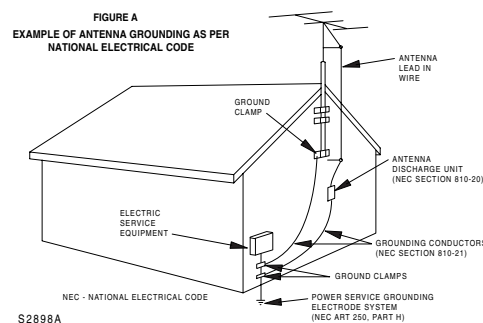 FIGURE A
EXAMPLE OF ANTENNA GROUNDING AS PER
NATIONAL ELECTRICAL CODE
ANTENNA
LEAD IN
WIRE
GROUND
CLAMP
ANTENNA
DISCHARGE UNIT
(NEC SECTION 810-20)
ELECTRIC
SERVICE
EQUIPMENT
GROUNDING CONDUCTORS
(NEC SECTION 810-21)
GROUND CLAMPS
NEC - NATIONAL ELECTRICAL CODE
POWER SERVICE GROUNDING
ELECTRODE SYSTEM
(NEC ART 250, PART H)
S2898A